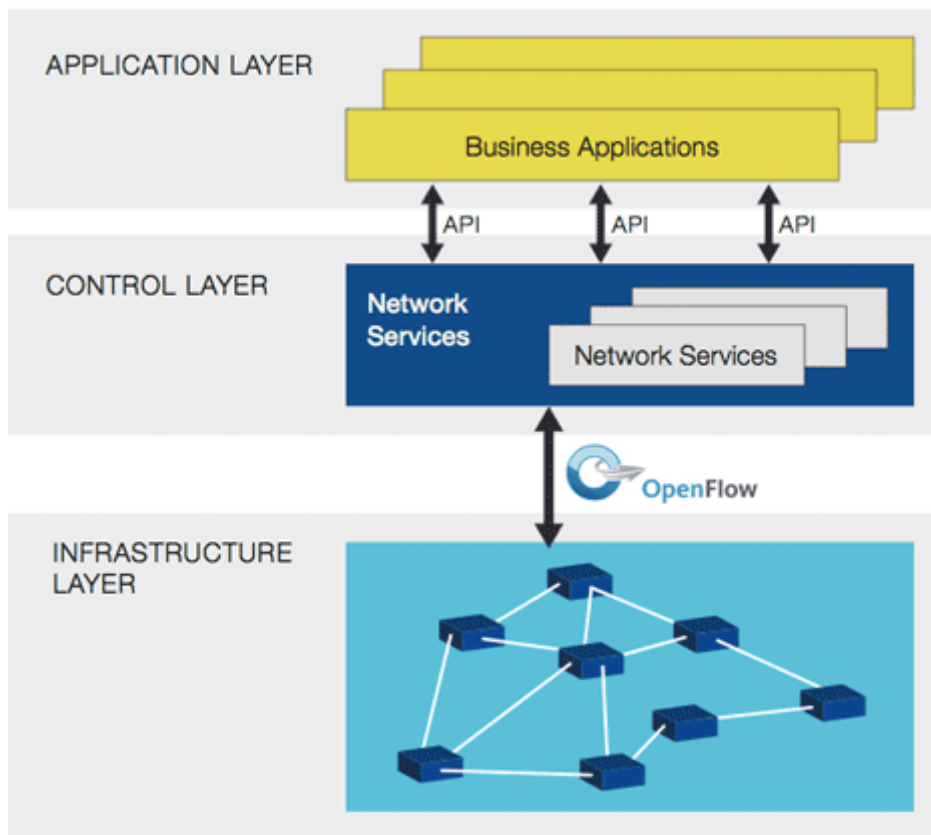 APPLICATION LAYER
Business Applications
API
API
API
CONTROL LAYER
Network
Services
Network Services
OpenFlow
INFRASTRUCTURE
LAYER